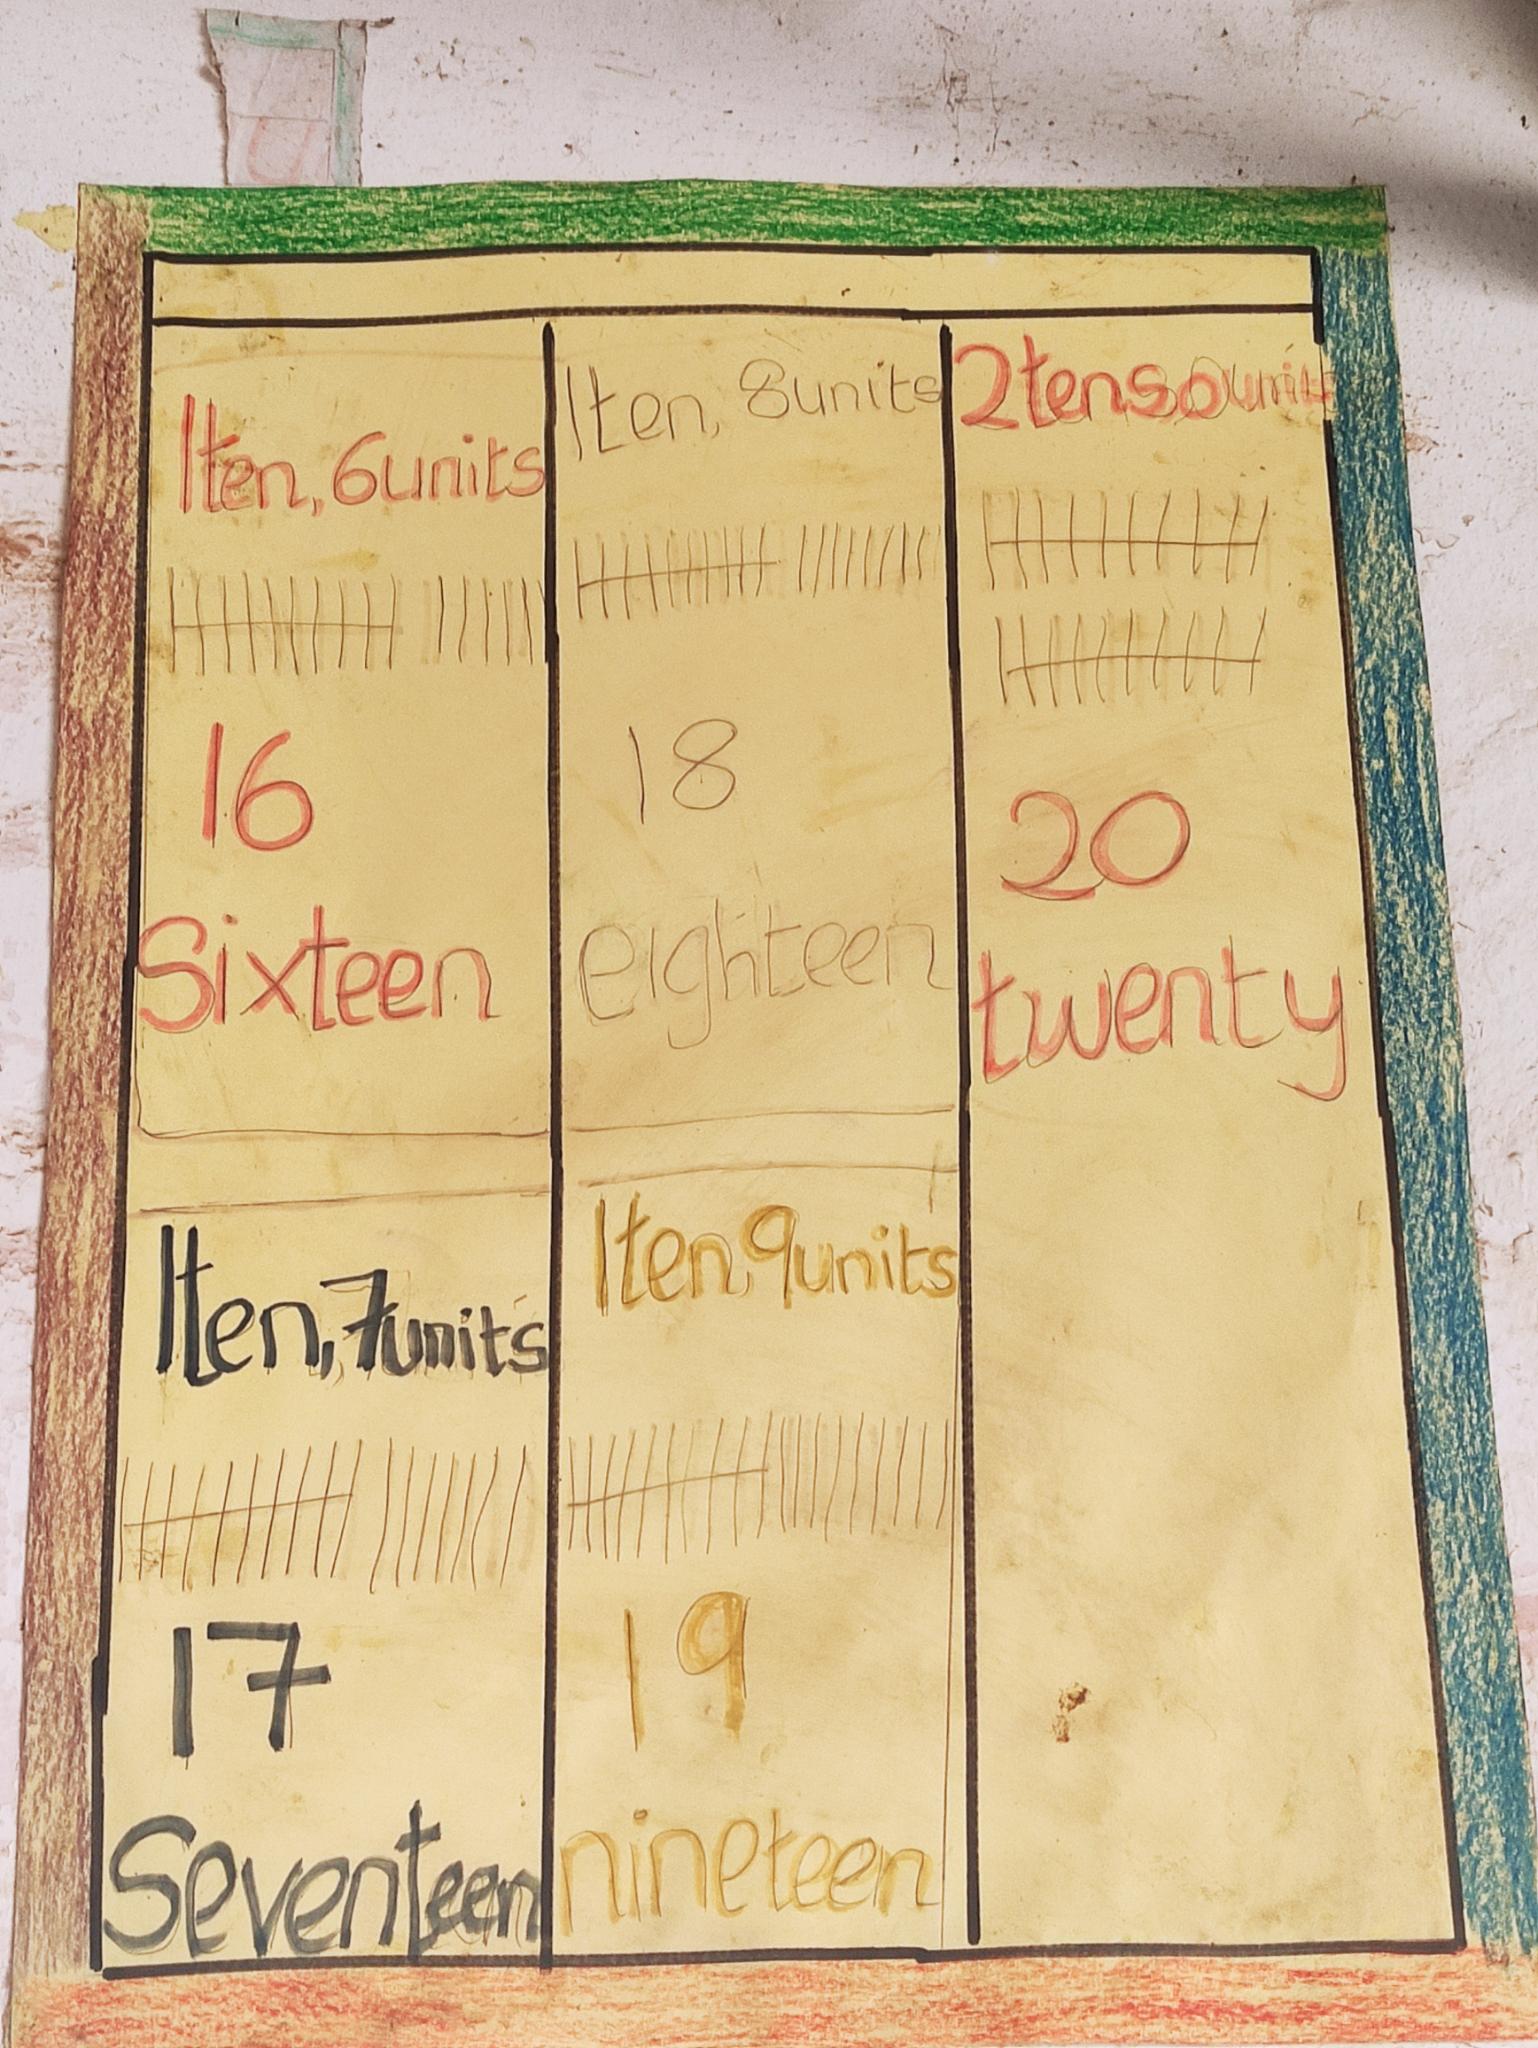 1ten, 6units
16
Sixteen
1ten, 7units
17
Seventeen
1ten, 8units
18
eighteen
1ten, 9units
19
nineteen
2tens 0units
20
twenty